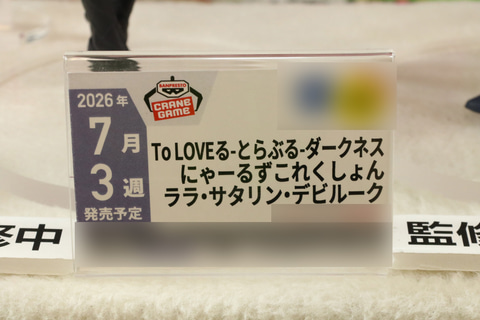 2026年
7月
3週
発売予定
BANPRESTO
CRANE
GAME
To LOVEる-とらぶる-ダークネス
にゃーるずこれくしょん
ララ・サタリン・デビルーク
修中
監修